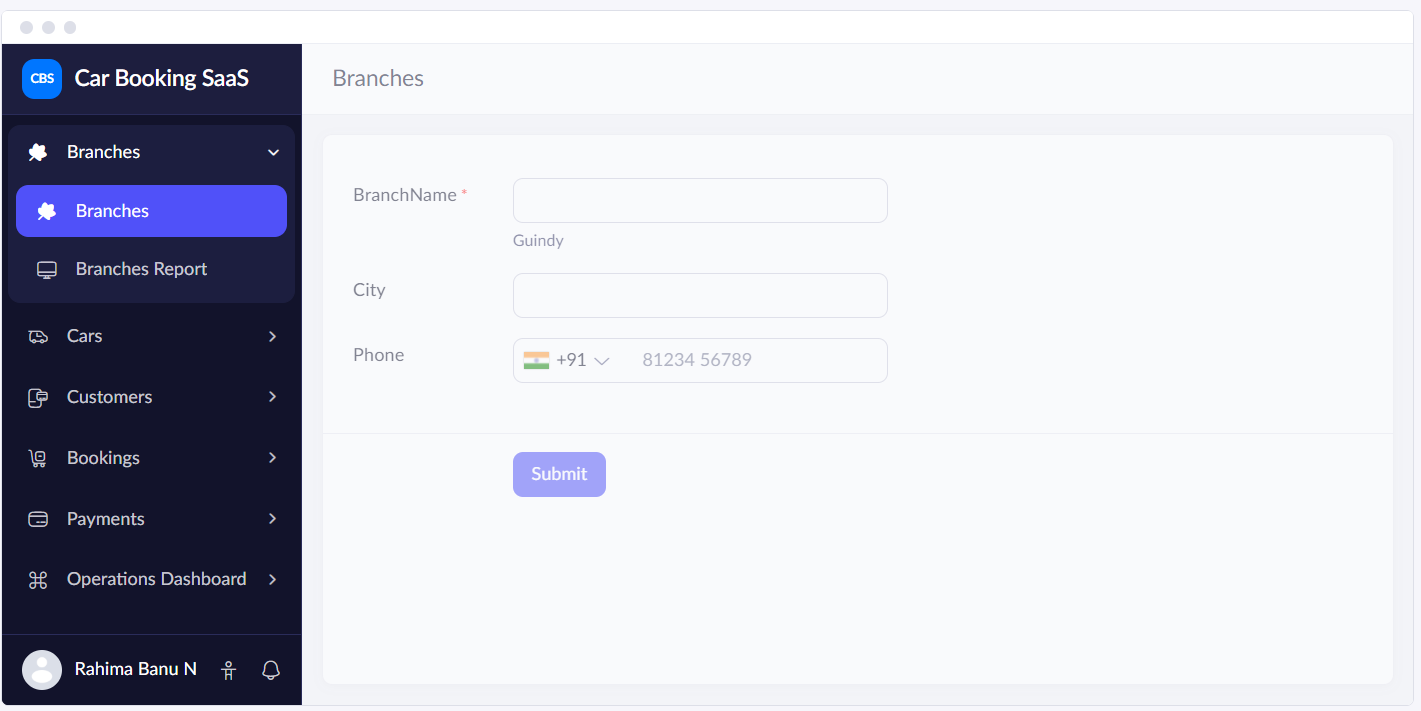 CBS
Car Booking SaaS
Branches
Branches
Branches Report
Cars
Customers
Bookings
Payments
Operations Dashboard
Rahima Banu N
Branches
BranchName *
Guindy
City
Phone
+91
81234 56789
Submit